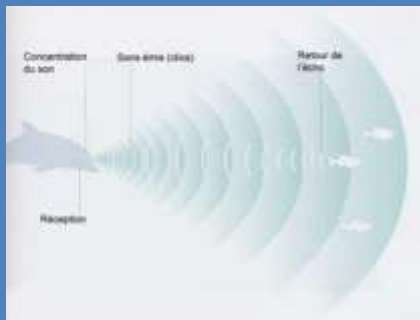 Concentration
du son
Sons émis (clics)
Retour de
l'écho
Réception